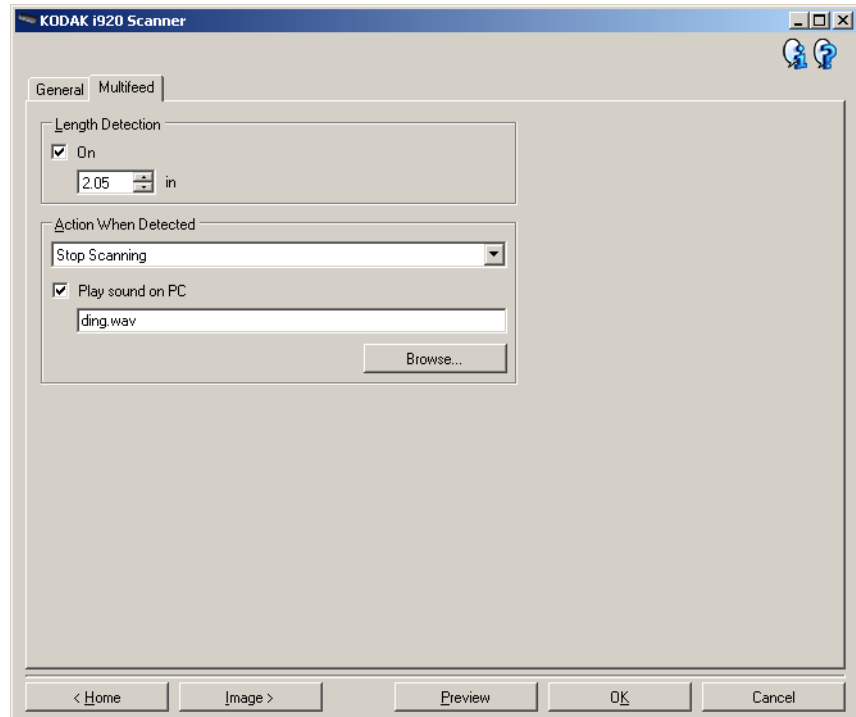 KODAK i920 Scanner
General Multifeed
Length Detection
On
2.05 in
Action When Detected
Stop Scanning
Play sound on PC
ding.wav
Browse...
< Home Image > Preview OK Cancel